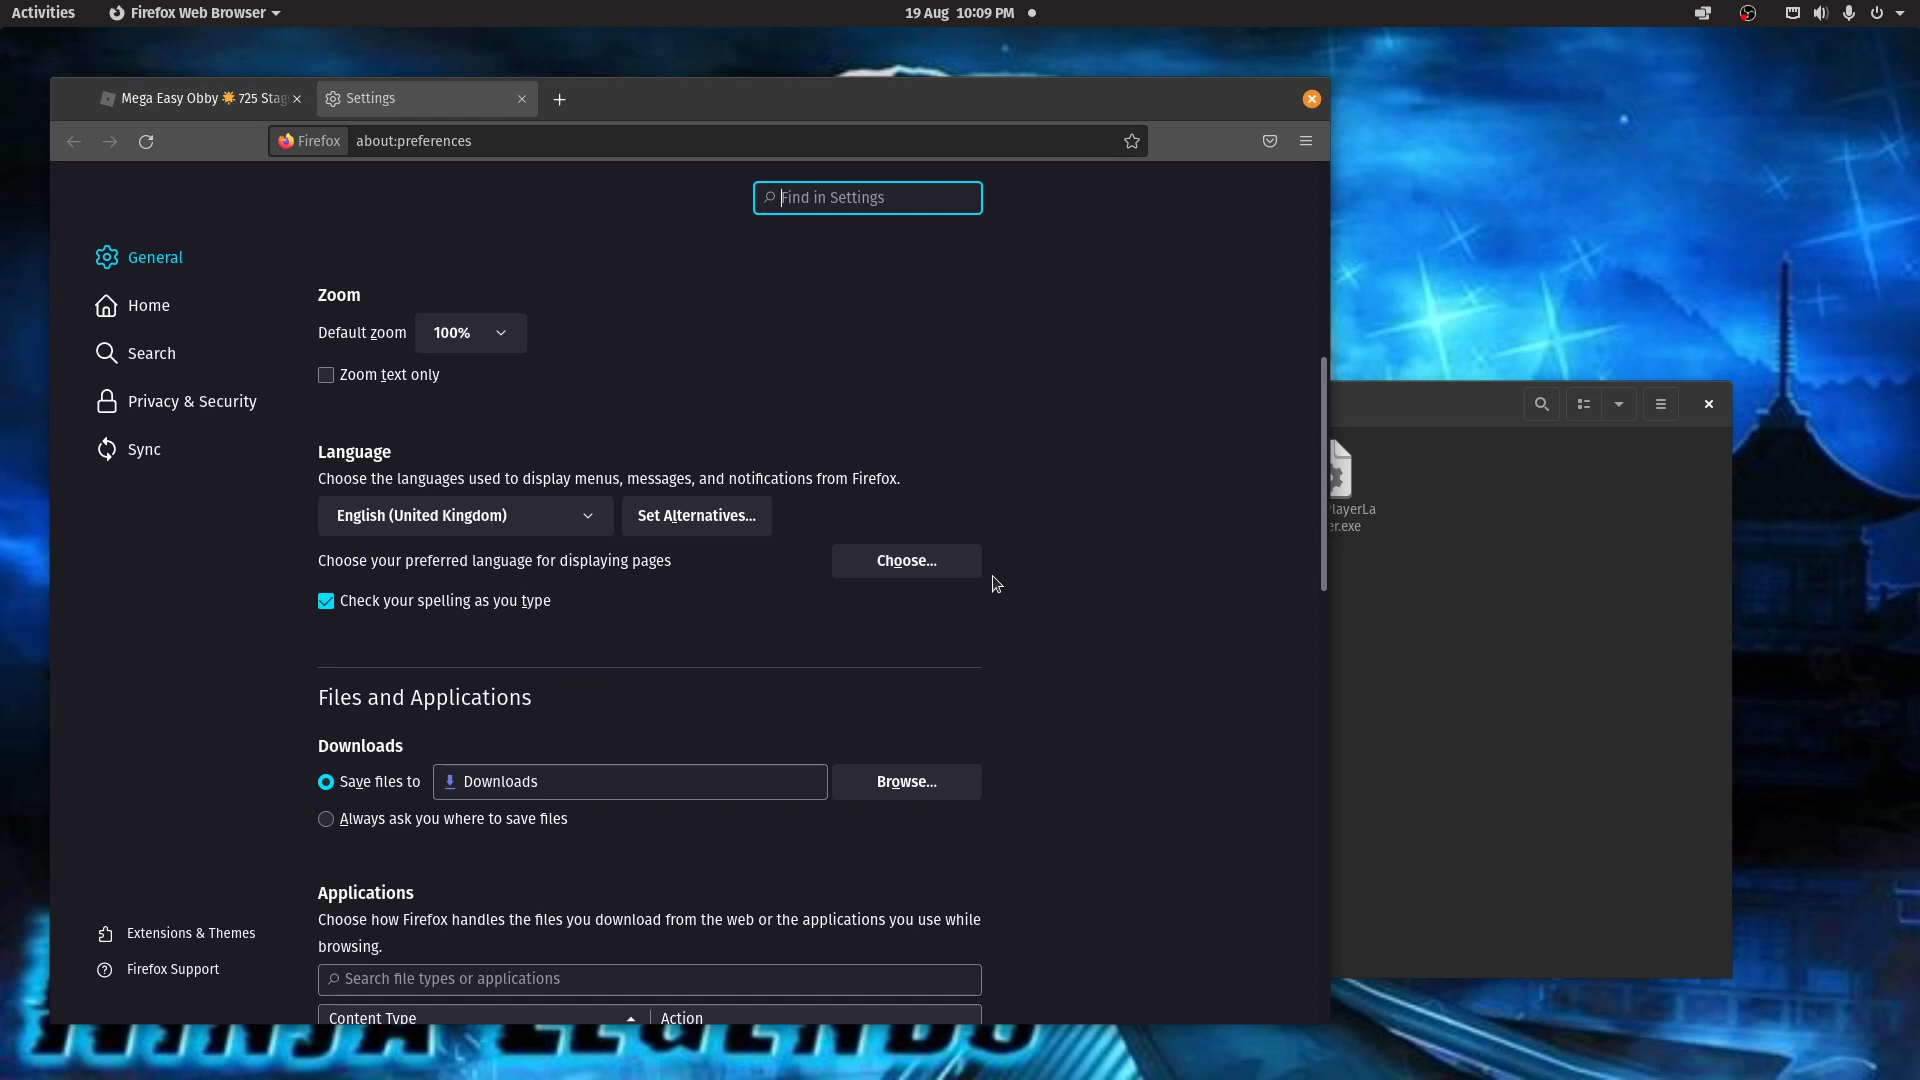 Activities
Firefox Web Browser
19 Aug 10:09 PM
Mega Easy Obby 725 Stag
Settings
Firefox
about:preferences
Find in Settings
General
Home
Search
Privacy & Security
Sync
Zoom
Default zoom
100%
Zoom text only
Language
Choose the languages used to display menus, messages, and notifications from Firefox.
English (United Kingdom)
Set Alternatives...
Choose your preferred language for displaying pages
Choose...
Check your spelling as you type
Files and Applications
Downloads
Save files to
Downloads
Browse...
Always ask you where to save files
Applications
Choose how Firefox handles the files you download from the web or the applications you use while
browsing.
Search file types or applications
Content Type
Action
Extensions & Themes
Firefox Support
layerLa
er.exe
NINJA LEGENDS